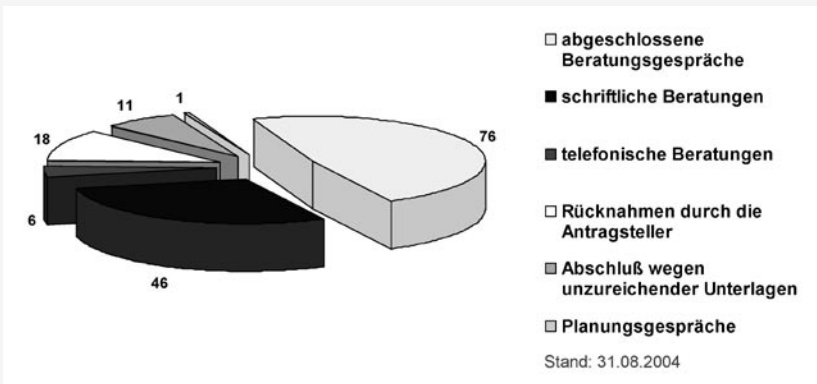 1
11
18
76
6
46
abgeschlossene
Beratungsgespräche
schriftliche Beratungen
telefonische Beratungen
Rücknahmen durch die
Antragsteller
Abschluß wegen
unzureichender Unterlagen
Planungsgespräche
Stand: 31.08.2004